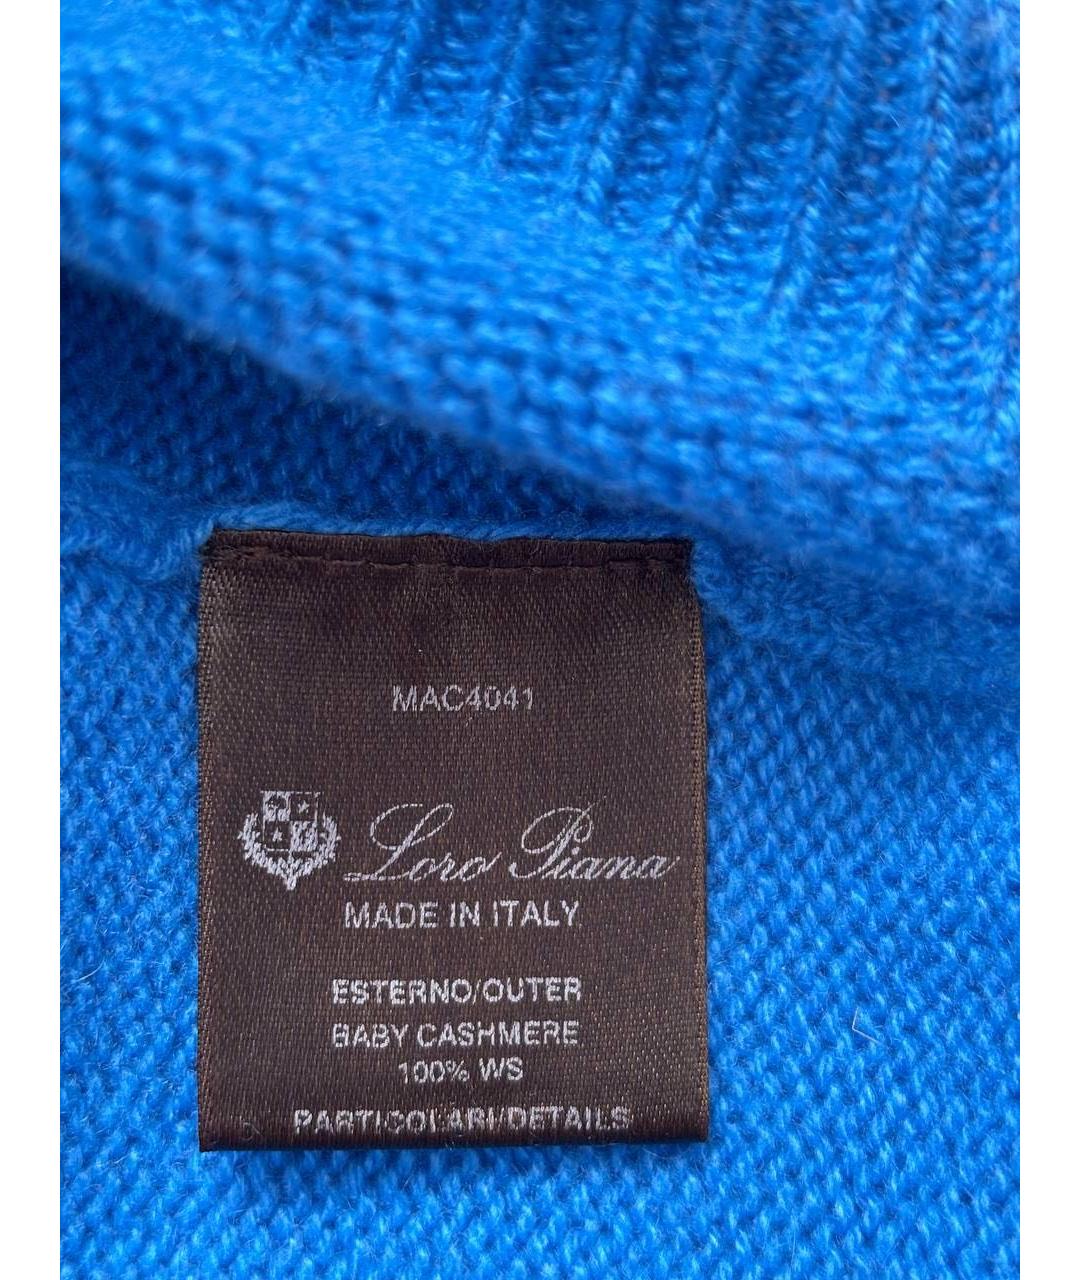 MAC4041
Loro Piana
MADE IN ITALY
ESTERNO/OUTER
BABY CASHMERE
100% WS
PARTICOLARI/DETAILS